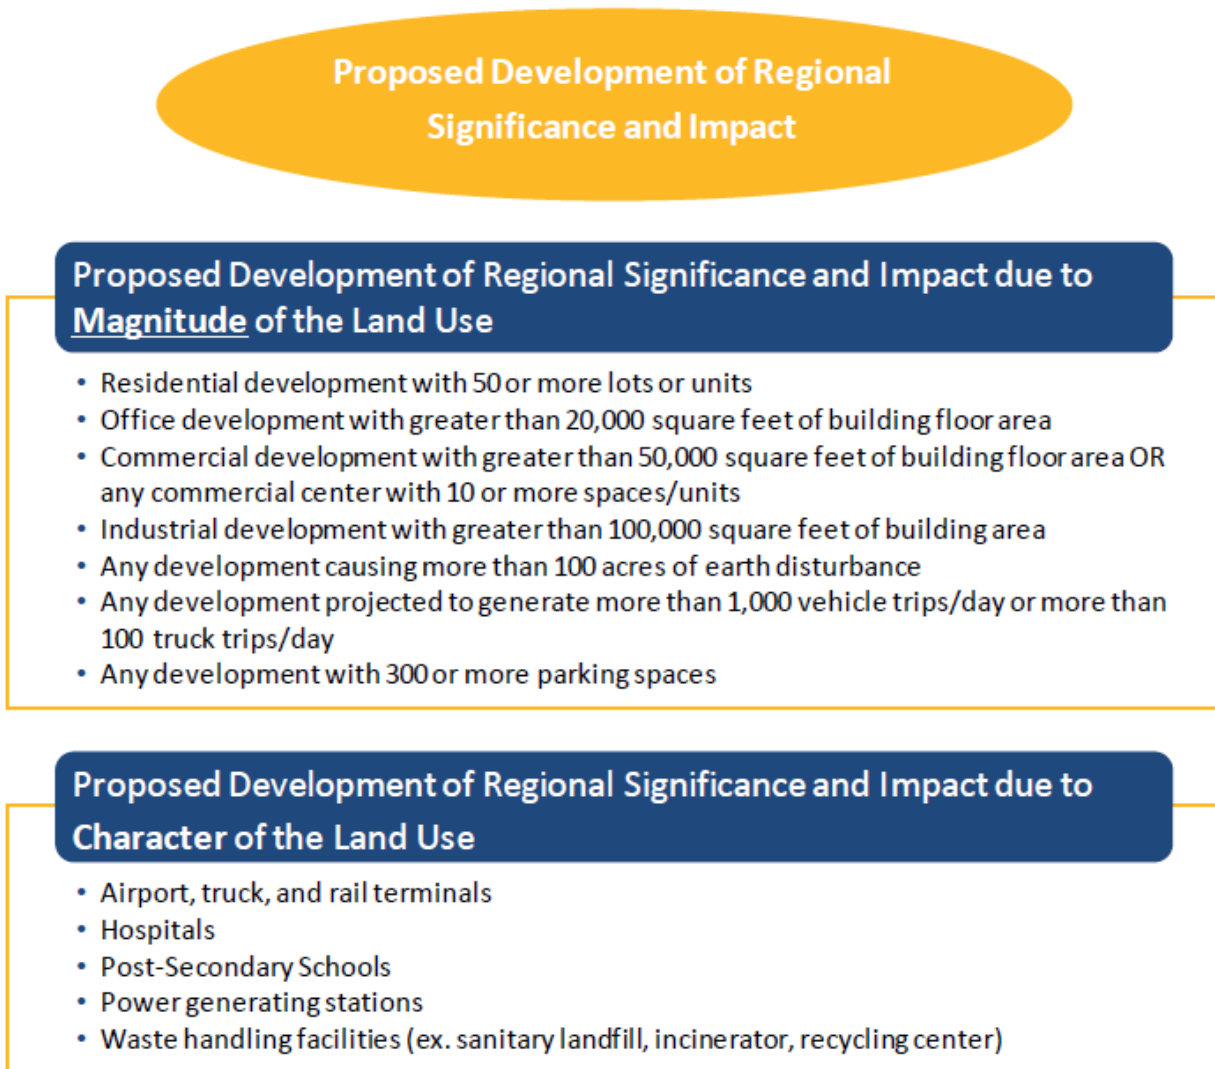 Proposed Development of Regional
Significance and Impact
Proposed Development of Regional Significance and Impact due to
Magnitude of the Land Use
• Residential development with 50 or more lots or units
• Office development with greater than 20,000 square feet of building floor area
• Commercial development with greater than 50,000 square feet of building floor area OR
any commercial center with 10 or more spaces/units
• Industrial development with greater than 100,000 square feet of building area
• Any development causing more than 100 acres of earth disturbance
• Any development projected to generate more than 1,000 vehicle trips/day or more than
100 truck trips/day
• Any development with 300 or more parking spaces
Proposed Development of Regional Significance and Impact due to
Character of the Land Use
• Airport, truck, and rail terminals
• Hospitals
• Post-Secondary Schools
• Power generating stations
• Waste handling facilities (ex. sanitary landfill, incinerator, recycling center)